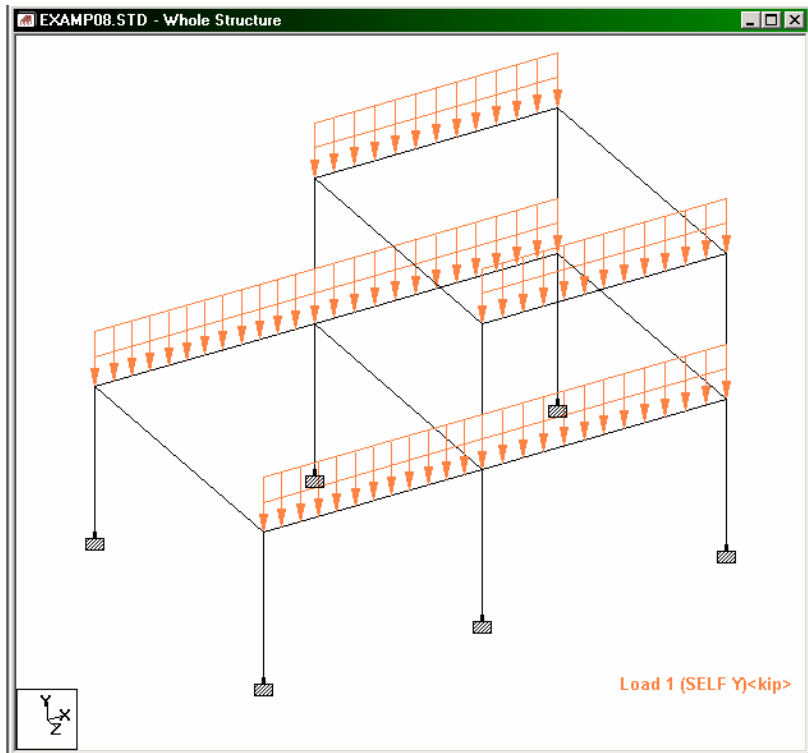 EXAMP08.STD - Whole Structure
Load 1 (SELF Y)<kip>
Y
X
Z